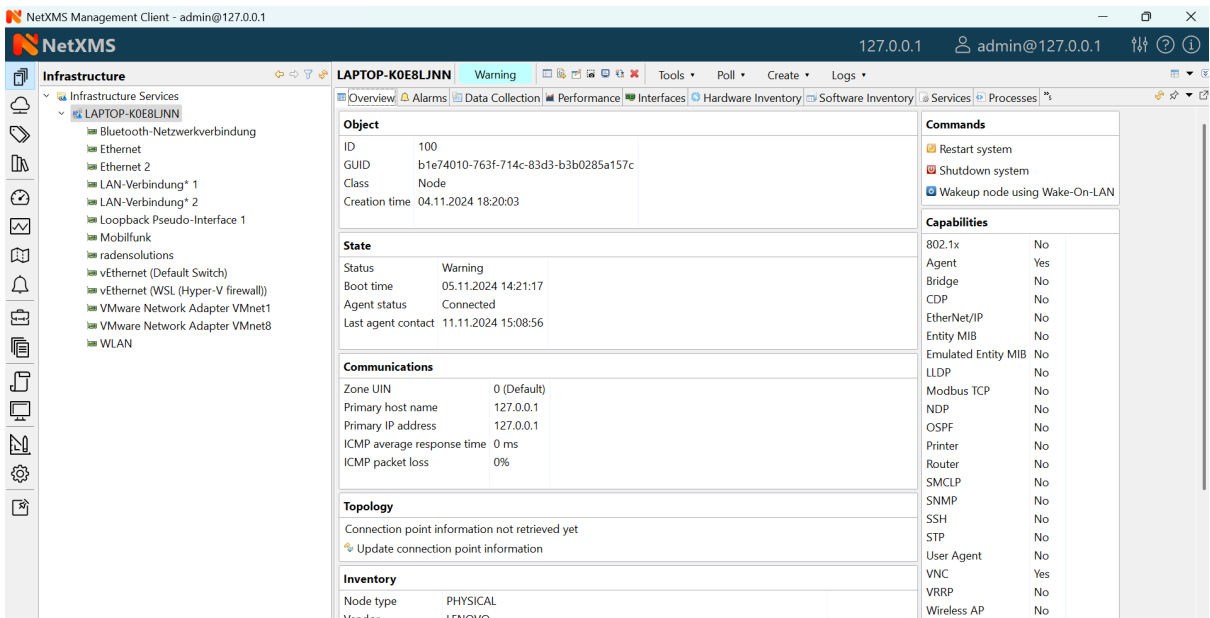 NetXMS Management Client - admin@127.0.0.1
NetXMS
127.0.0.1
admin@127.0.0.1
Infrastructure
Infrastructure Services
LAPTOP-K0E8LJNN
Bluetooth-Netzwerkverbindung
Ethernet
Ethernet 2
LAN-Verbindung* 1
LAN-Verbindung* 2
Loopback Pseudo-Interface 1
Mobilfunk
radensolutions
vEthernet (Default Switch)
vEthernet (WSL (Hyper-V firewall))
VMware Network Adapter VMnet1
VMware Network Adapter VMnet8
WLAN
LAPTOP-K0E8LJNN Warning Tools Poll Create Logs
Overview Alarms Data Collection Performance Interfaces Hardware Inventory Software Inventory Services Processes
Object
ID 100
GUID b1e74010-763f-714c-83d3-b3b0285a157c
Class Node
Creation time 04.11.2024 18:20:03
State
Status Warning
Boot time 05.11.2024 14:21:17
Agent status Connected
Last agent contact 11.11.2024 15:08:56
Communications
Zone UIN 0 (Default)
Primary host name 127.0.0.1
Primary IP address 127.0.0.1
ICMP average response time 0 ms
ICMP packet loss 0%
Topology
Connection point information not retrieved yet
Update connection point information
Inventory
Node type PHYSICAL
Vendor LENOVO
Commands
Restart system
Shutdown system
Wakeup node using Wake-On-LAN
Capabilities
802.1x No
Agent Yes
Bridge No
CDP No
EtherNet/IP No
Entity MIB No
Emulated Entity MIB No
LLDP No
Modbus TCP No
NDP No
OSPF No
Printer No
Router No
SMCLP No
SNMP No
SSH No
STP No
User Agent No
VNC Yes
VRRP No
Wireless AP No